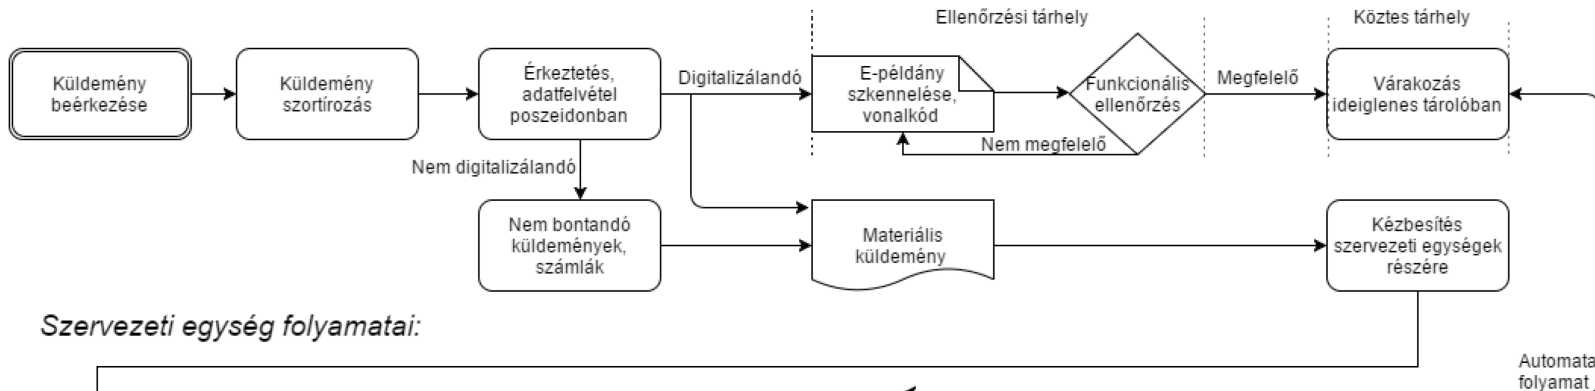 Ellenőrzési tárhely
Köztes tárhely
Küldemény
beérkezése
Küldemény
szortírozás
Érkeztetés,
adatfelvétel
poszeidonban
Digitalizálandó
E-példány
szkennelése,
vonalkód
Funkcionális
ellenőrzés
Megfelelő
Várakozás
ideiglenes tárolóban
Nem megfelelő
Nem digitalizálandó
Nem bontandó
küldemények,
számlák
Materiális
küldemény
Kézbesítés
szervezeti egységek
részére
Szervezeti egység folyamatai:
Automata
folyamat